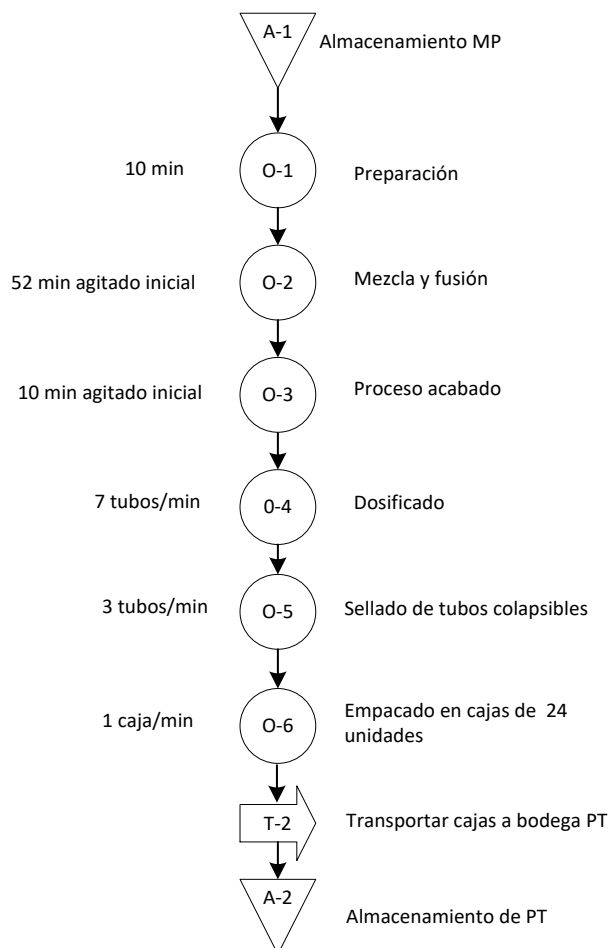 A-1
Almacenamiento MP
10 min
O-1
Preparación
52 min agitado inicial
O-2
Mezcla y fusión
10 min agitado inicial
O-3
Proceso acabado
7 tubos/min
0-4
Dosificado
3 tubos/min
O-5
Sellado de tubos colapsibles
1 caja/min
O-6
Empacado en cajas de 24
unidades
T-2
Transportar cajas a bodega PT
A-2
Almacenamiento de PT